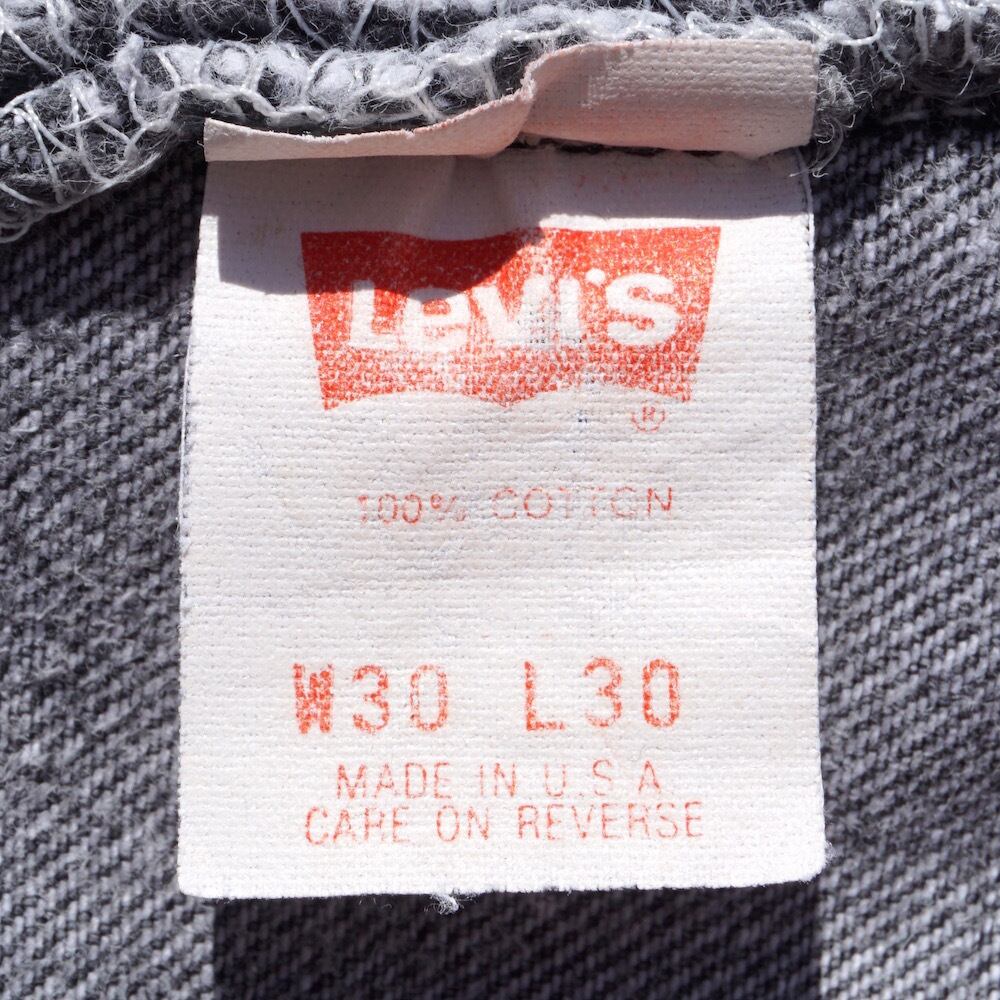 Levi's
®
100% COTTON
W30 L30
MADE IN U.S.A.
CARE ON REVERSE